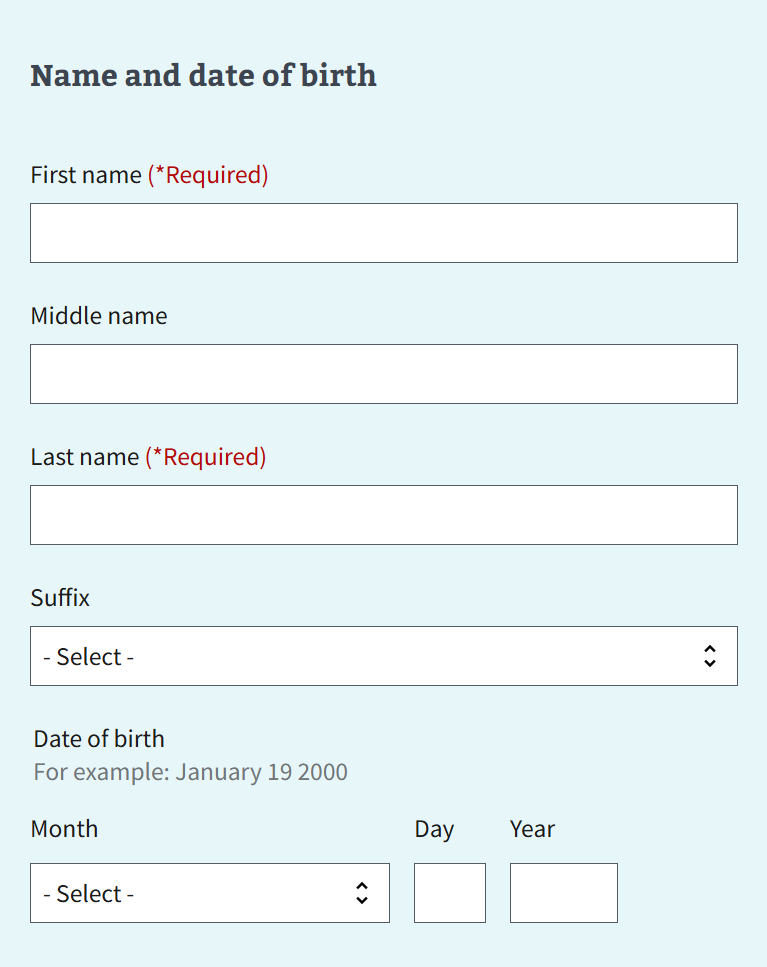 Name and date of birth
First name (*Required)
Middle name
Last name (*Required)
Suffix
- Select -
Date of birth
For example: January 19 2000
Month Day Year
- Select -